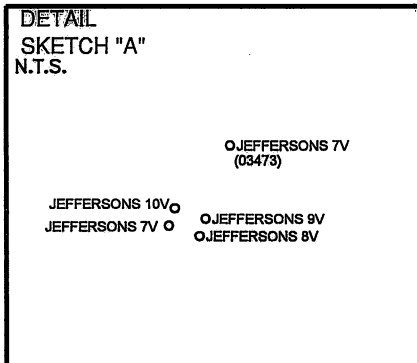 DETAIL
SKETCH "A"
N.T.S.
JEFFERSONS 7V
(03473)
JEFFERSONS 10V
JEFFERSONS 9V
JEFFERSONS 7V
JEFFERSONS 8V